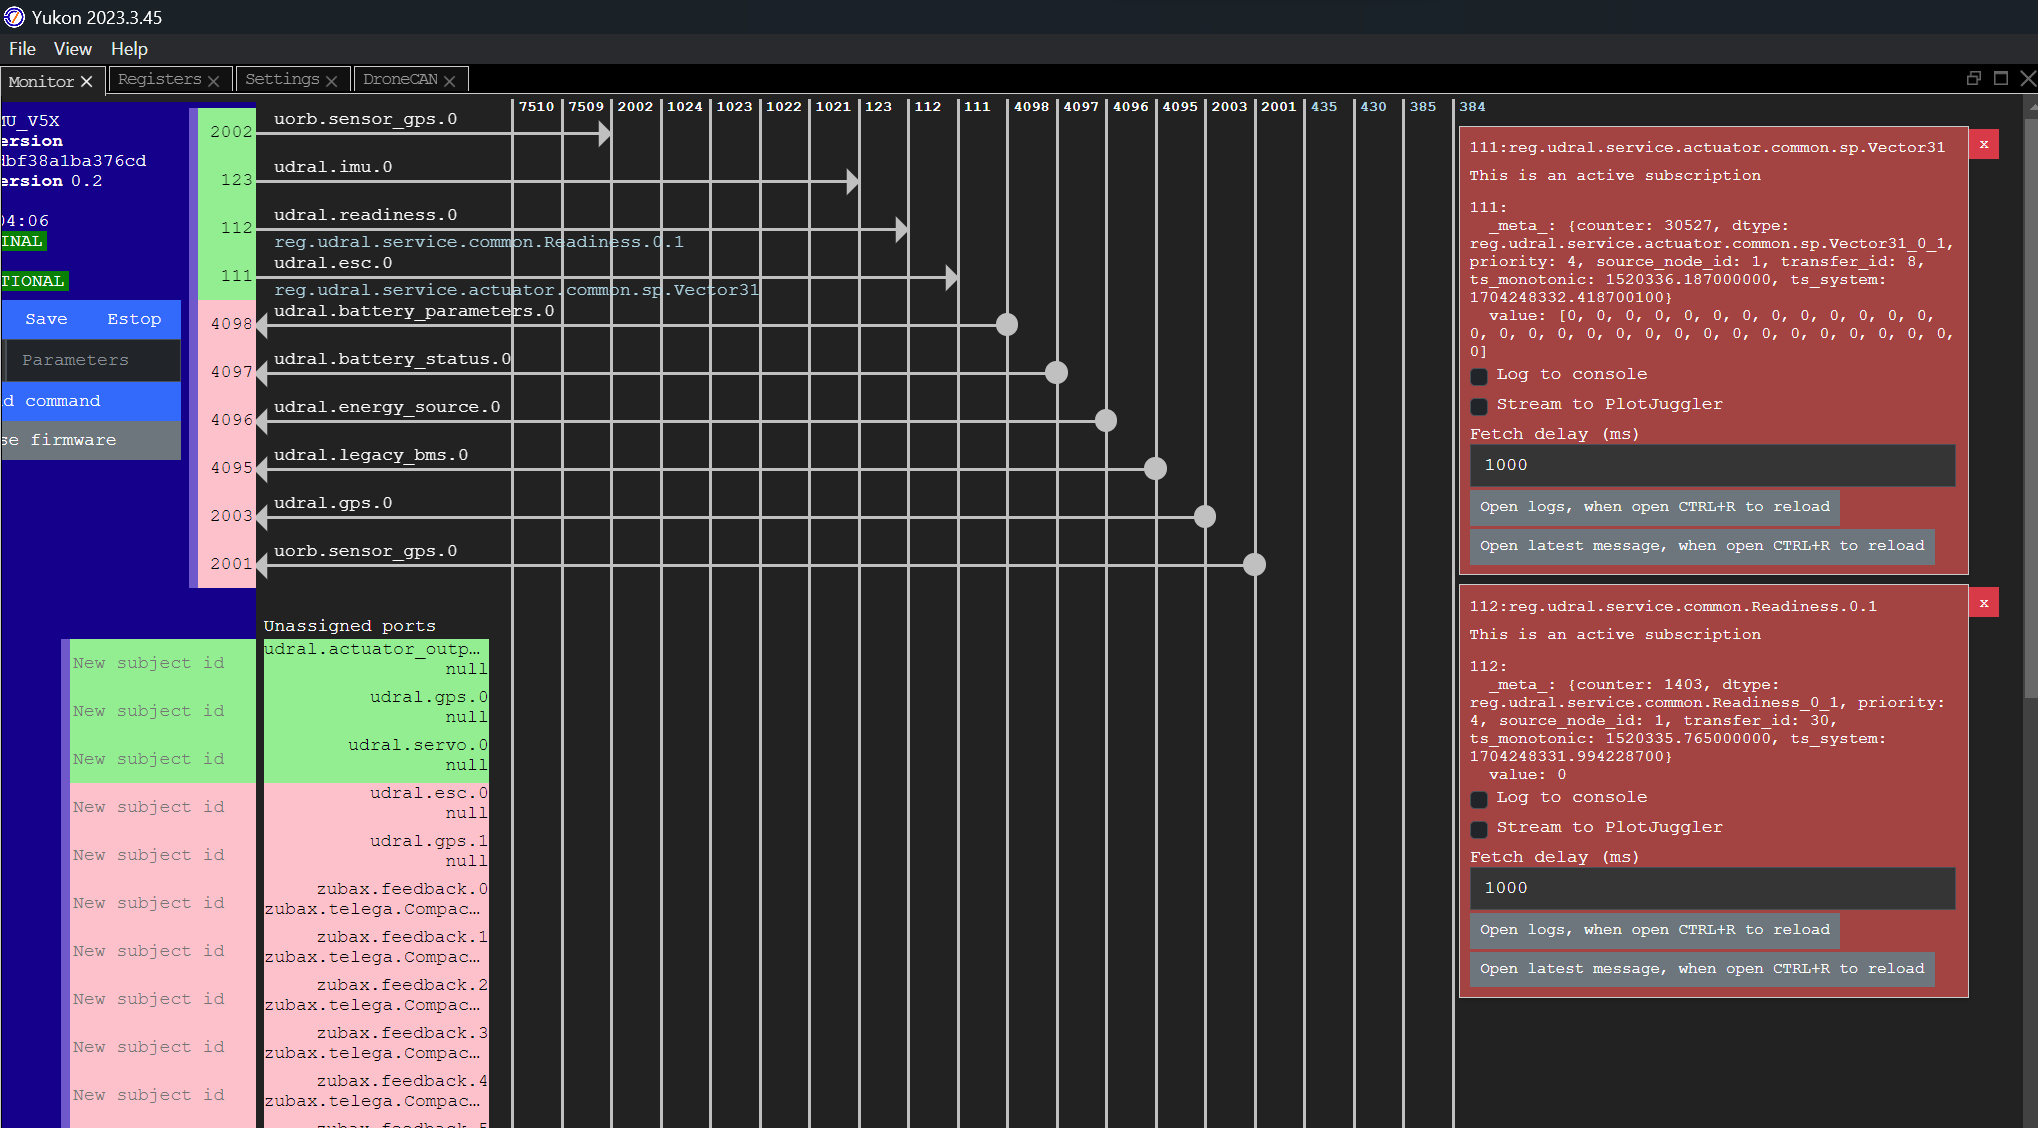 Yukon 2023.3.45
File View Help
Monitor Registers Settings DroneCAN
7510 7509 2002 1024 1023 1022 1021 123 112 111 4098 4097 4096 4095 2003 2001 435 430 385 384
MU_V5X
ersion
dbf38a1ba376cd
ersion 0.2
04:06
INAL
TIONAL
Save Estop
Parameters
d command
se firmware
2002 uorb.sensor_gps.0
123 udral.imu.0
112 udral.readiness.0
reg.udral.service.common.Readiness.0.1
111 udral.esc.0
reg.udral.service.actuator.common.sp.Vector31
4098 udral.battery_parameters.0
4097 udral.battery_status.0
4096 udral.energy_source.0
4095 udral.legacy_bms.0
2003 udral.gps.0
2001 uorb.sensor_gps.0
Unassigned ports
New subject id udral.actuator_outp…
null
New subject id udral.gps.0
null
New subject id udral.servo.0
null
New subject id udral.esc.0
null
New subject id udral.gps.1
null
New subject id zubax.feedback.0
zubax.telega.Compac…
New subject id zubax.feedback.1
zubax.telega.Compac…
New subject id zubax.feedback.2
zubax.telega.Compac…
New subject id zubax.feedback.3
zubax.telega.Compac…
New subject id zubax.feedback.4
zubax.telega.Compac…
zubax.feedback.5
111:reg.udral.service.actuator.common.sp.Vector31 x
This is an active subscription
111:
_meta_: {counter: 30527, dtype:
reg.udral.service.actuator.common.sp.Vector31_0_1,
priority: 4, source_node_id: 1, transfer_id: 8,
ts_monotonic: 1520336.187000000, ts_system:
1704248332.418700100}
value: [0, 0, 0, 0, 0, 0, 0, 0, 0, 0, 0, 0, 0,
0, 0, 0, 0, 0, 0, 0, 0, 0, 0, 0, 0, 0, 0, 0, 0, 0,
0]
Log to console
Stream to PlotJuggler
Fetch delay (ms)
1000
Open logs, when open CTRL+R to reload
Open latest message, when open CTRL+R to reload
112:reg.udral.service.common.Readiness.0.1 x
This is an active subscription
112:
_meta_: {counter: 1403, dtype:
reg.udral.service.common.Readiness_0_1, priority:
4, source_node_id: 1, transfer_id: 30,
ts_monotonic: 1520335.765000000, ts_system:
1704248331.994228700}
value: 0
Log to console
Stream to PlotJuggler
Fetch delay (ms)
1000
Open logs, when open CTRL+R to reload
Open latest message, when open CTRL+R to reload